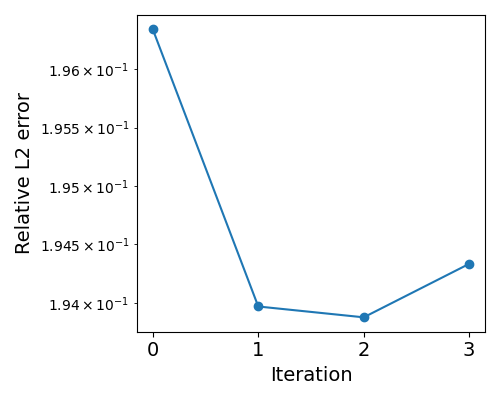 1.96 × 10⁻¹
1.955 × 10⁻¹
1.95 × 10⁻¹
1.945 × 10⁻¹
1.94 × 10⁻¹
Relative L2 error
0 1 2 3
Iteration